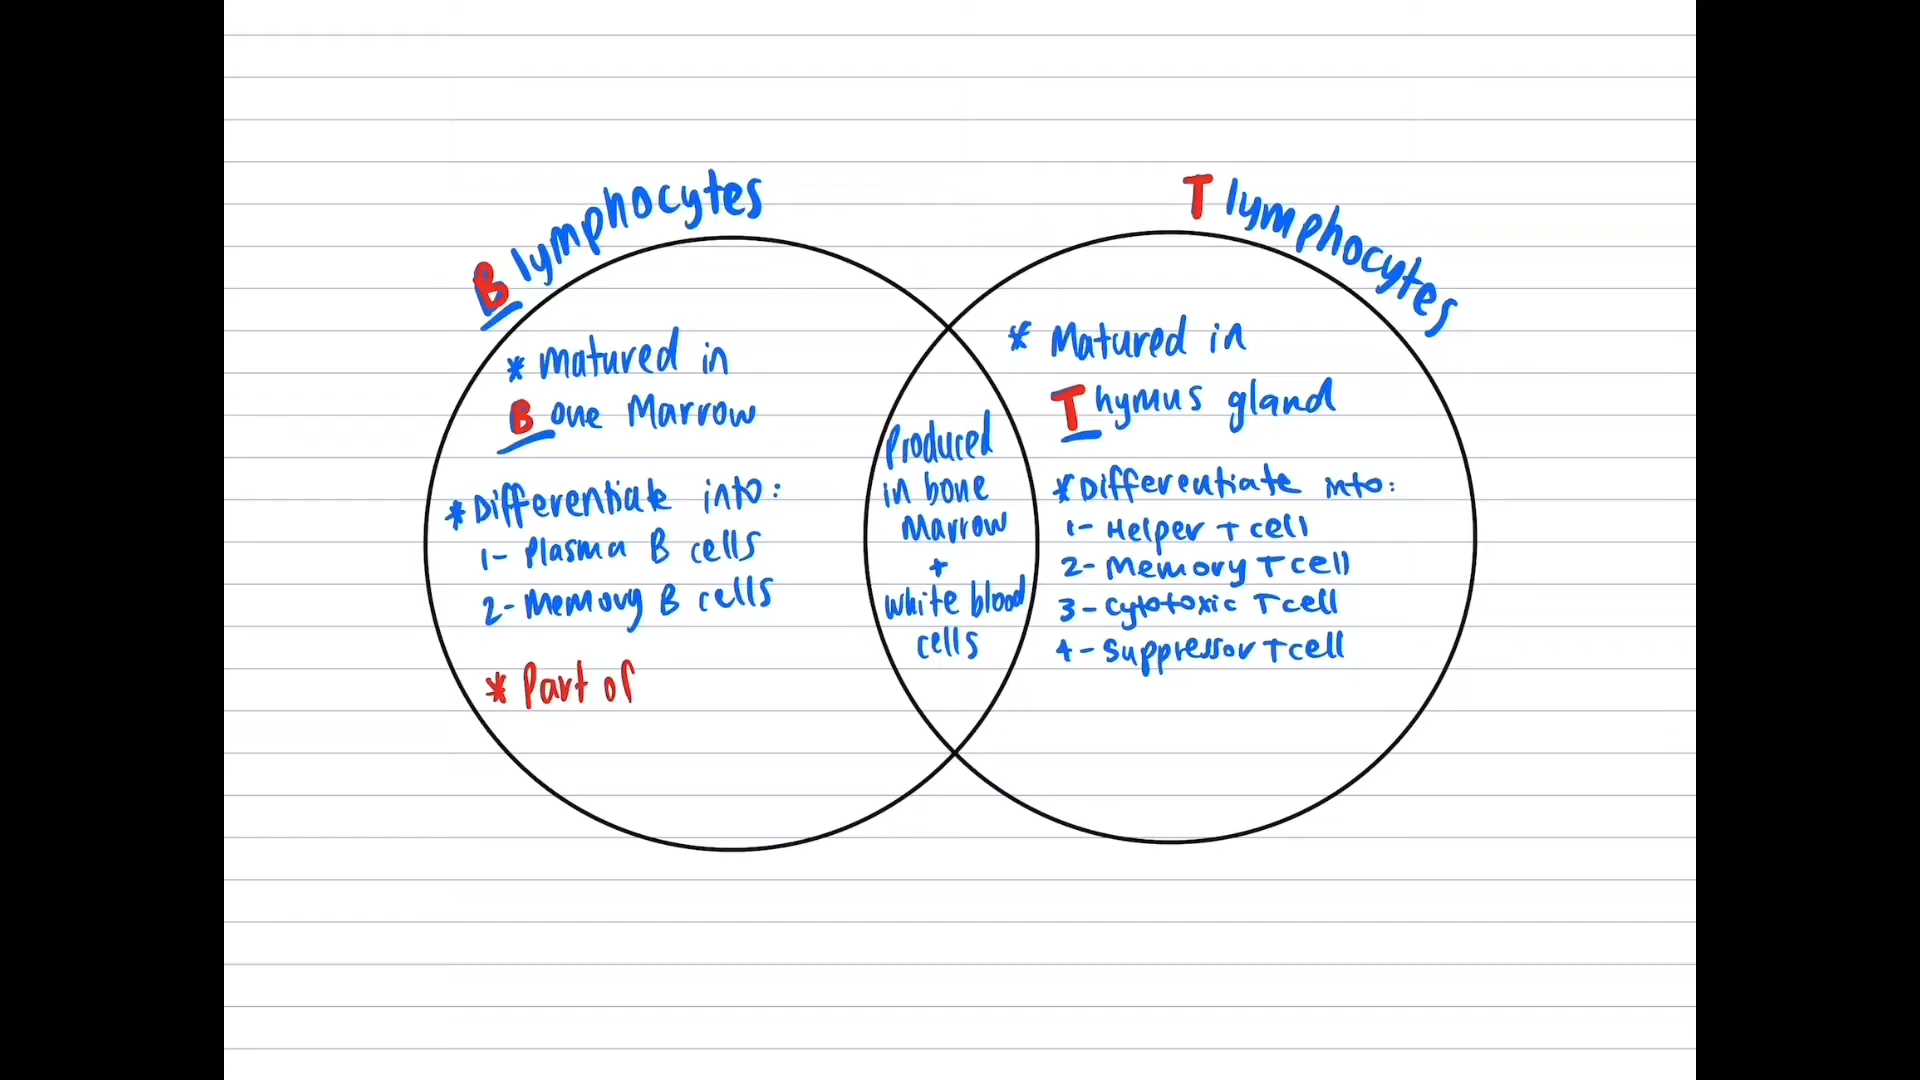 B lymphocytes
* Matured in
Bone Marrow
* Differentiate into:
1- Plasma B cells
2- Memory B cells
* Part of
Produced
in bone
Marrow
+
white blood
cells
T lymphocytes
* Matured in
Thymus gland
* Differentiate into:
1- Helper T cell
2- Memory T cell
3- Cytotoxic T cell
4- Suppressor T cell